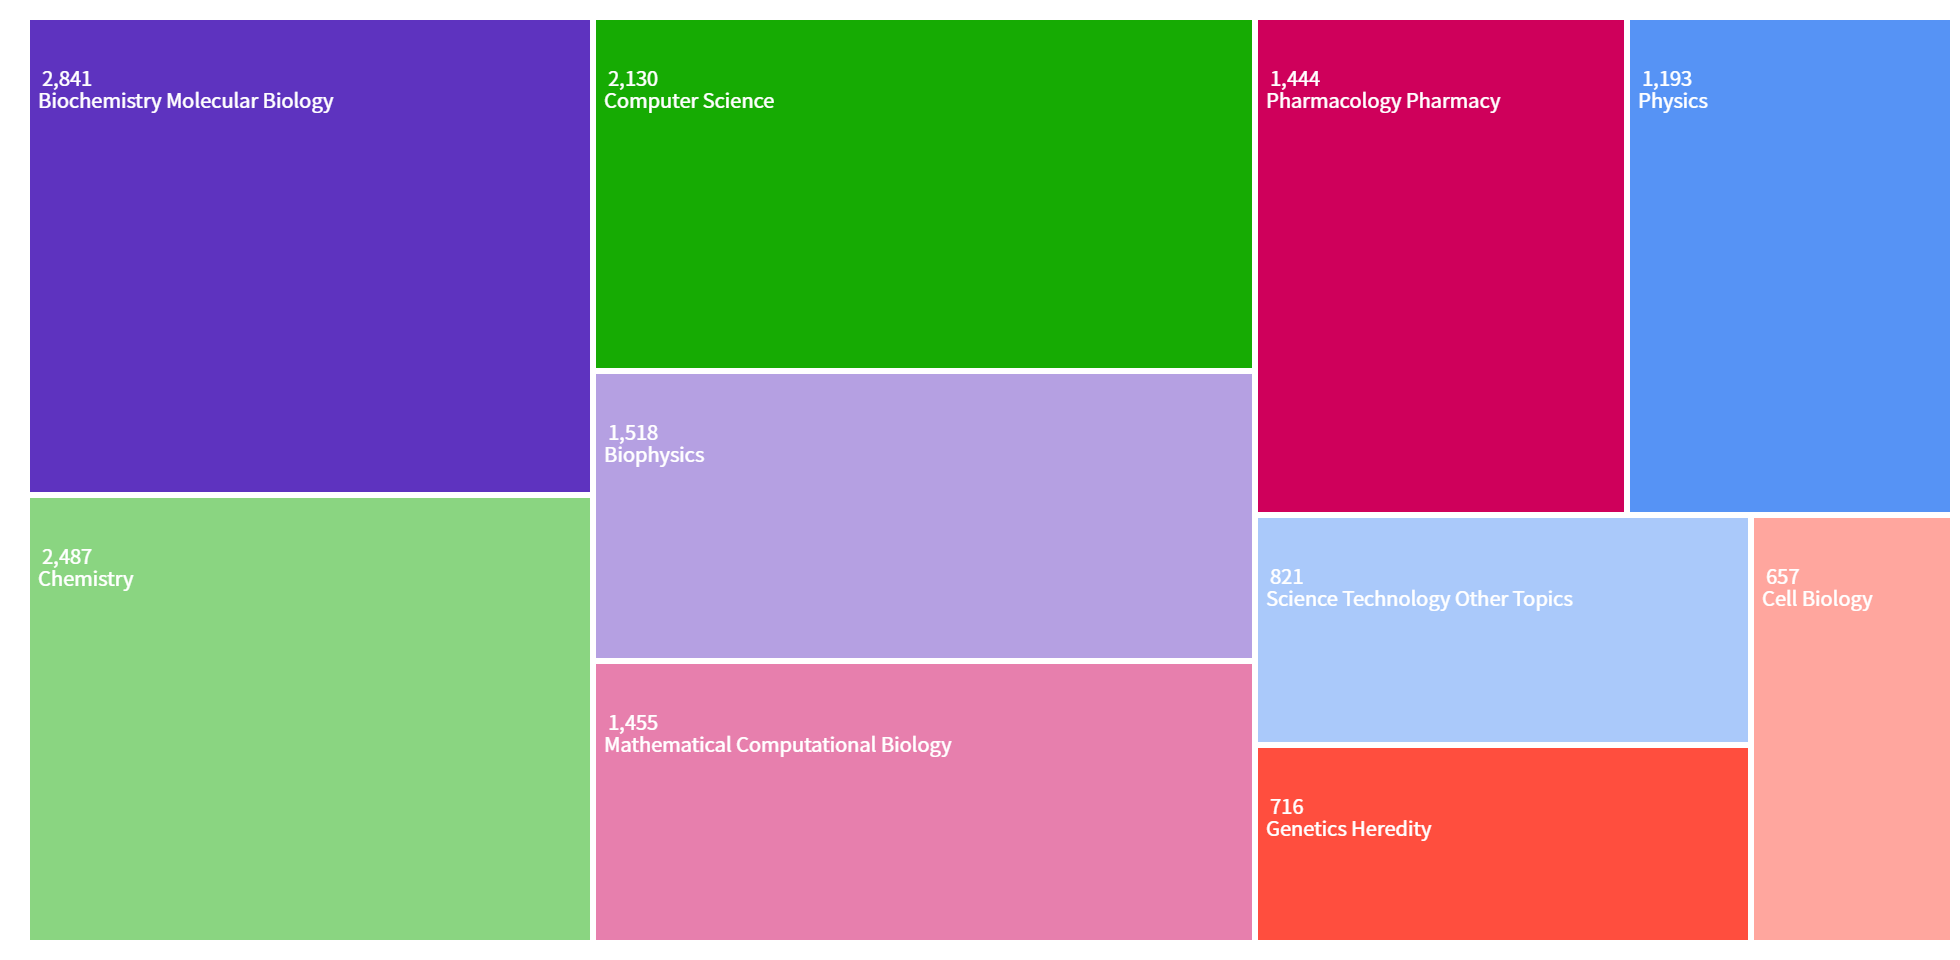 2,841
Biochemistry Molecular Biology
2,487
Chemistry
2,130
Computer Science
1,518
Biophysics
1,455
Mathematical Computational Biology
1,444
Pharmacology Pharmacy
1,193
Physics
821
Science Technology Other Topics
716
Genetics Heredity
657
Cell Biology